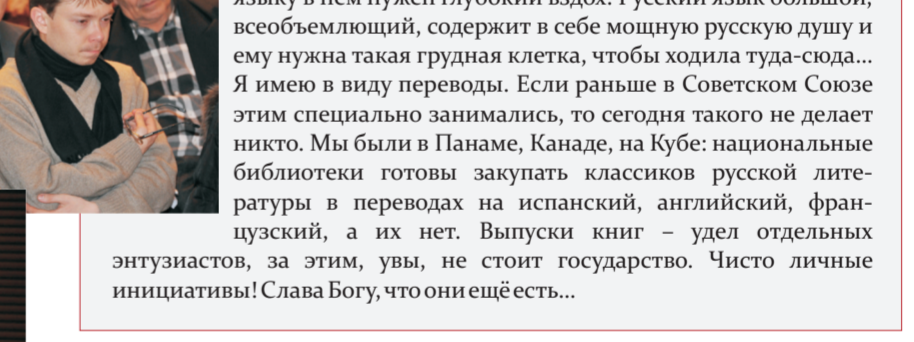 языку в нём нужен глубокий вздох. Русский язык большой,
всеобъемлющий, содержит в себе мощную русскую душу и
ему нужна такая грудная клетка, чтобы ходила туда-сюда...
Я имею в виду переводы. Если раньше в Советском Союзе
этим специально занимались, то сегодня такого не делает
никто. Мы были в Панаме, Канаде, на Кубе: национальные
библиотеки готовы закупать классиков русской лите-
ратуры в переводах на испанский, английский, фран-
цузский, а их нет. Выпуски книг – удел отдельных
энтузиастов, за этим, увы, не стоит государство. Чисто личные
инициативы! Слава Богу, что они ещё есть...